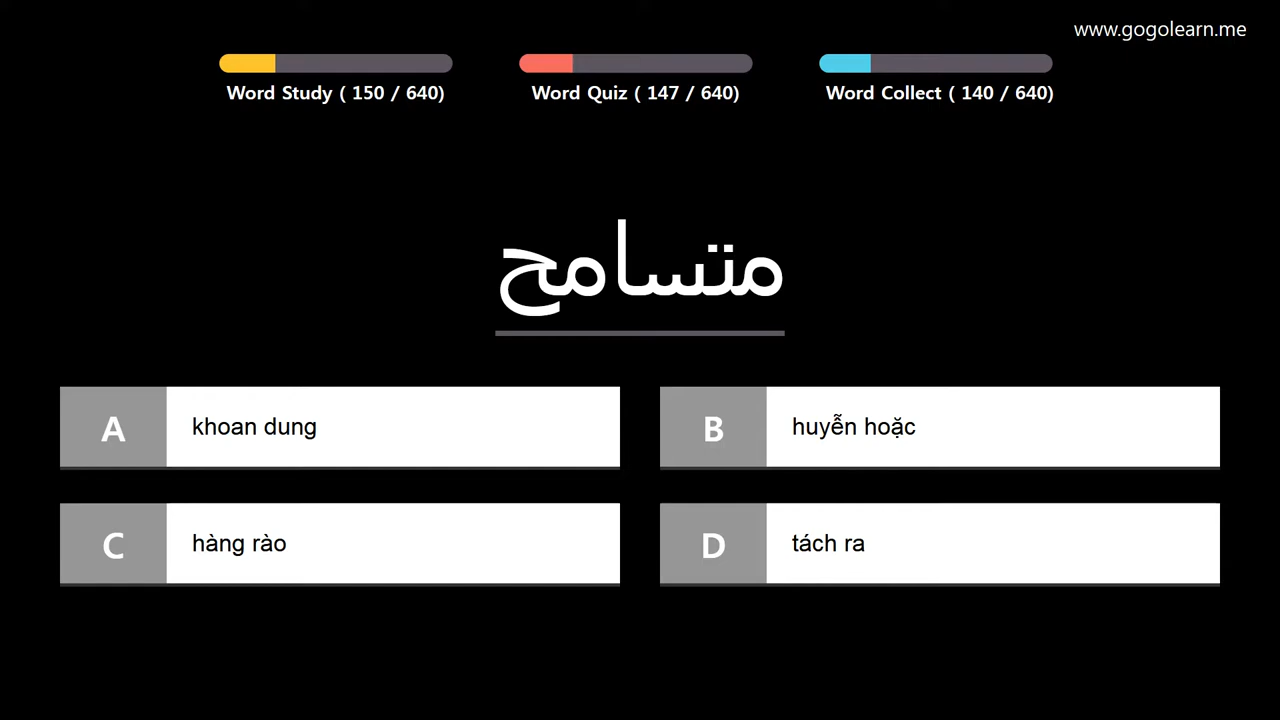 www.gogolearn.me
Word Study ( 150 / 640)
Word Quiz ( 147 / 640)
Word Collect ( 140 / 640)
متسامح
A
khoan dung
B
huyễn hoặc
C
hàng rào
D
tách ra